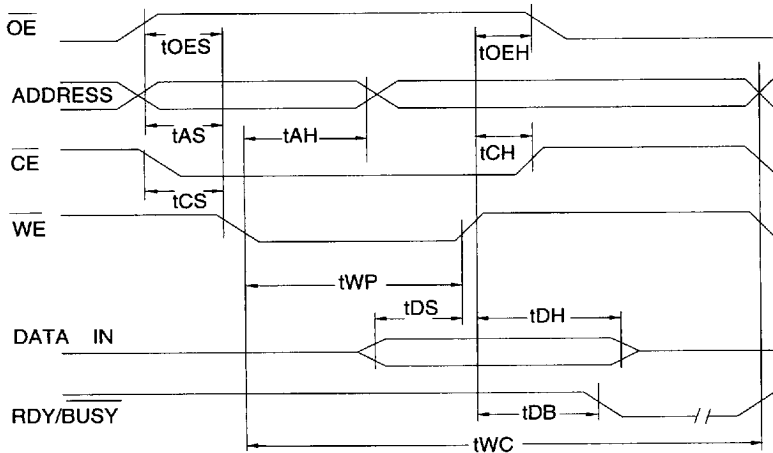 OE
tOES
tOEH
ADDRESS
tAS
tAH
tCH
CE
tCS
WE
tWP
tDS
tDH
DATA IN
RDY/BUSY
tDB
tWC